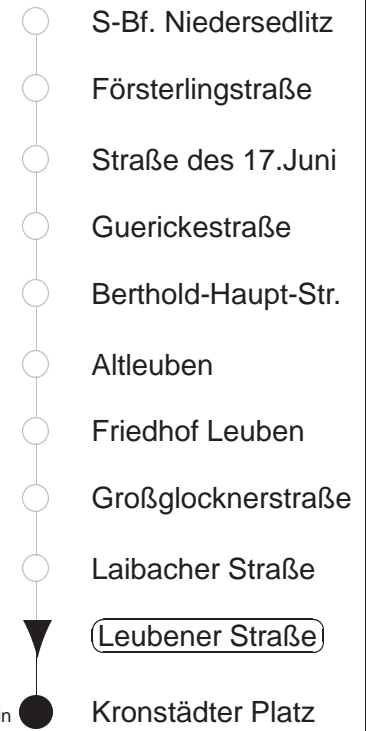 S-Bf. Niedersedlitz
Försterlingstraße
Straße des 17.Juni
Guerickestraße
Berthold-Haupt-Str.
Altleuben
Friedhof Leuben
Großglocknerstraße
Laibacher Straße
Leubener Straße
in Kronstädter Platz